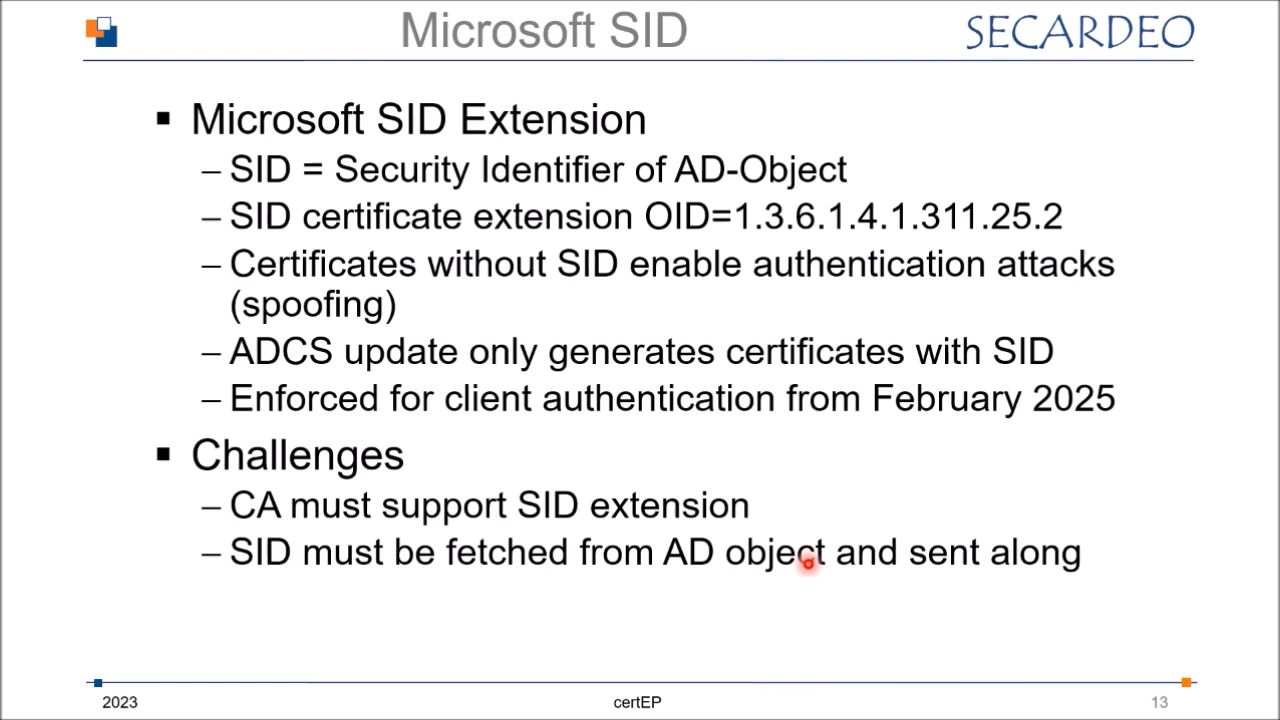 Microsoft SID
SECARDEO
▪ Microsoft SID Extension
– SID = Security Identifier of AD-Object
– SID certificate extension OID=1.3.6.1.4.1.311.25.2
– Certificates without SID enable authentication attacks
(spoofing)
– ADCS update only generates certificates with SID
– Enforced for client authentication from February 2025
▪ Challenges
– CA must support SID extension
– SID must be fetched from AD object and sent along
2023
certEP
13